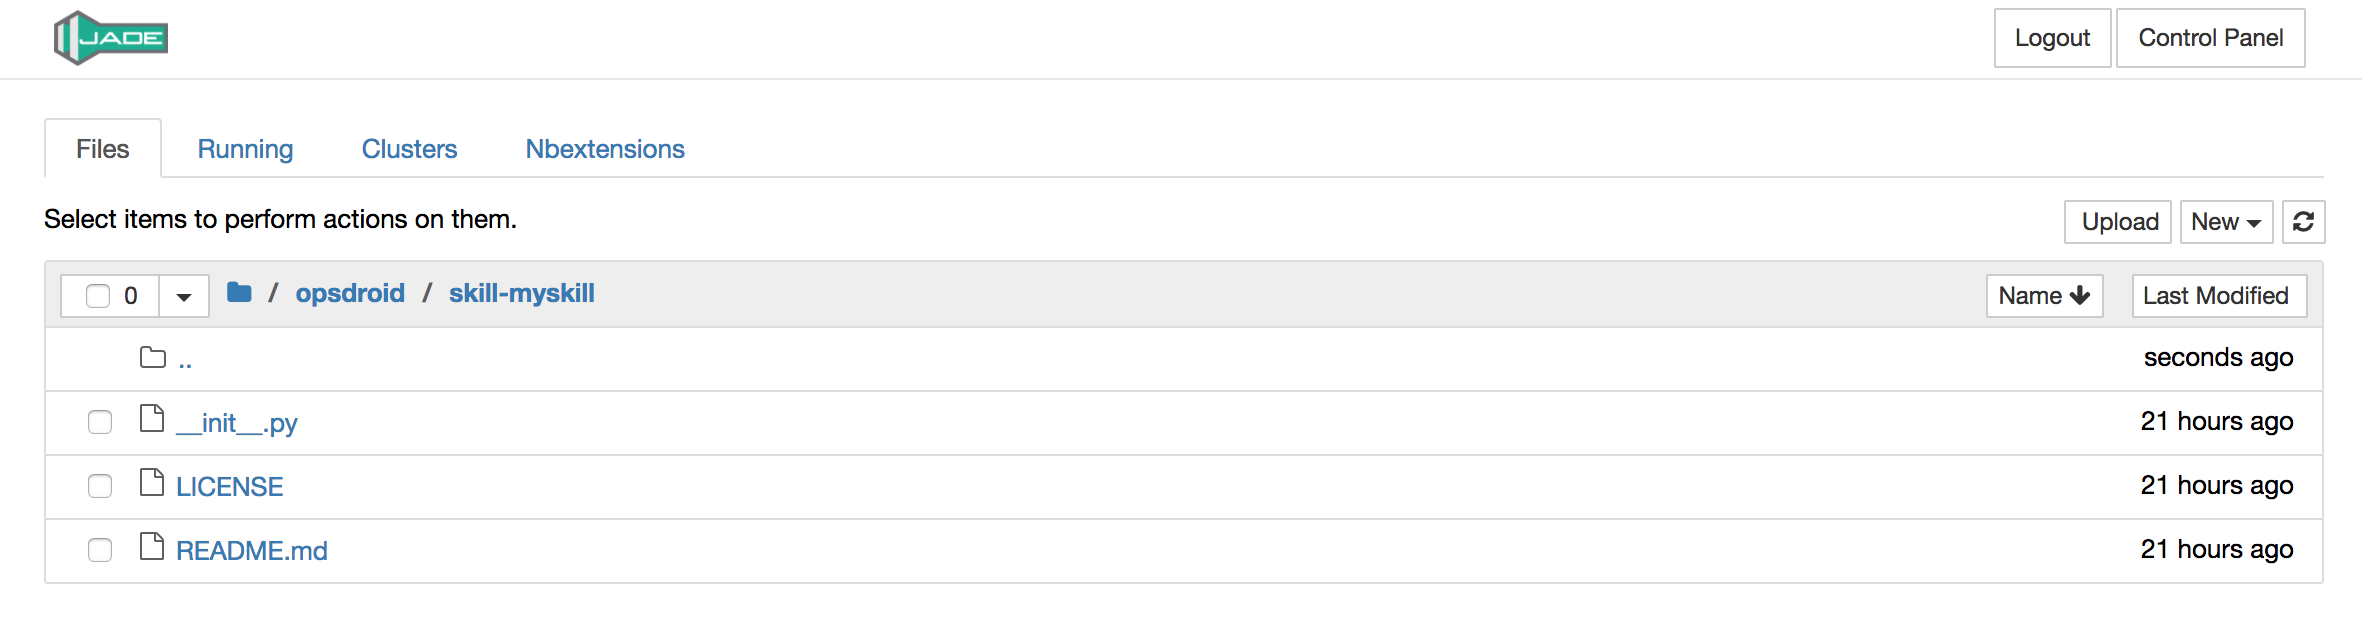 JADE Logout Control Panel
Files Running Clusters Nbextensions
Select items to perform actions on them. Upload New
0 / opsdroid / skill-myskill Name Last Modified
.. seconds ago
__init__.py 21 hours ago
LICENSE 21 hours ago
README.md 21 hours ago